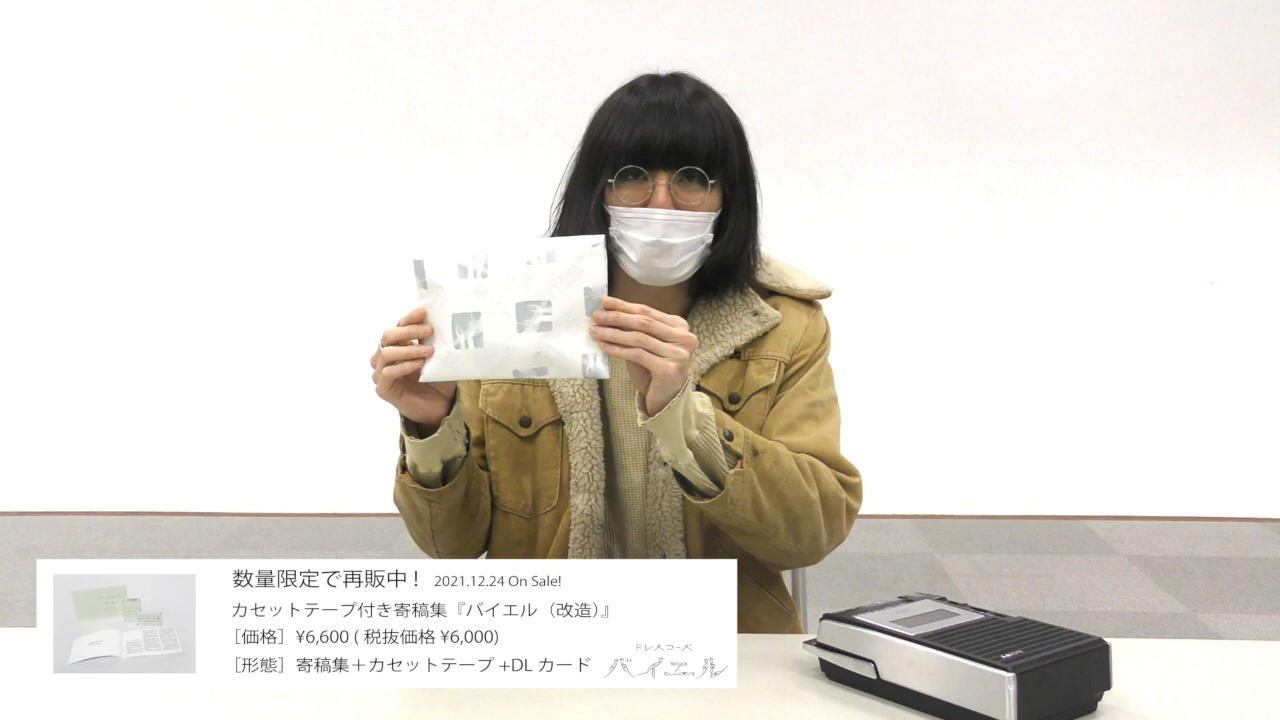 数量限定で再販中！ 2021.12.24 On Sale!
カセットテープ付き寄稿集『バイエル（改造）』
［価格］¥6,600 ( 税抜価格 ¥6,000)
［形態］寄稿集＋カセットテープ +DL カード
ドレスコーズ
バイエル